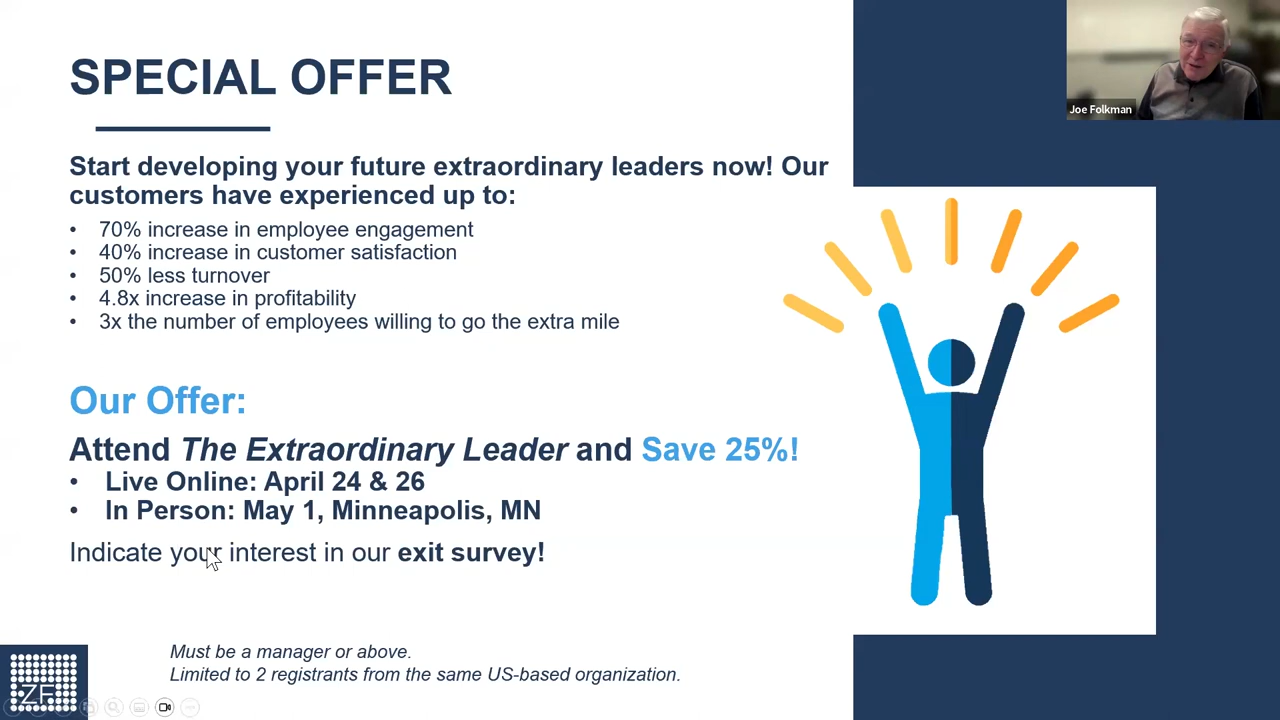 SPECIAL OFFER
Joe Folkman
Start developing your future extraordinary leaders now! Our
customers have experienced up to:
• 70% increase in employee engagement
• 40% increase in customer satisfaction
• 50% less turnover
• 4.8x increase in profitability
• 3x the number of employees willing to go the extra mile
Our Offer:
Attend The Extraordinary Leader and Save 25%!
• Live Online: April 24 & 26
• In Person: May 1, Minneapolis, MN
Indicate your interest in our exit survey!
Must be a manager or above.
Limited to 2 registrants from the same US-based organization.
ZF